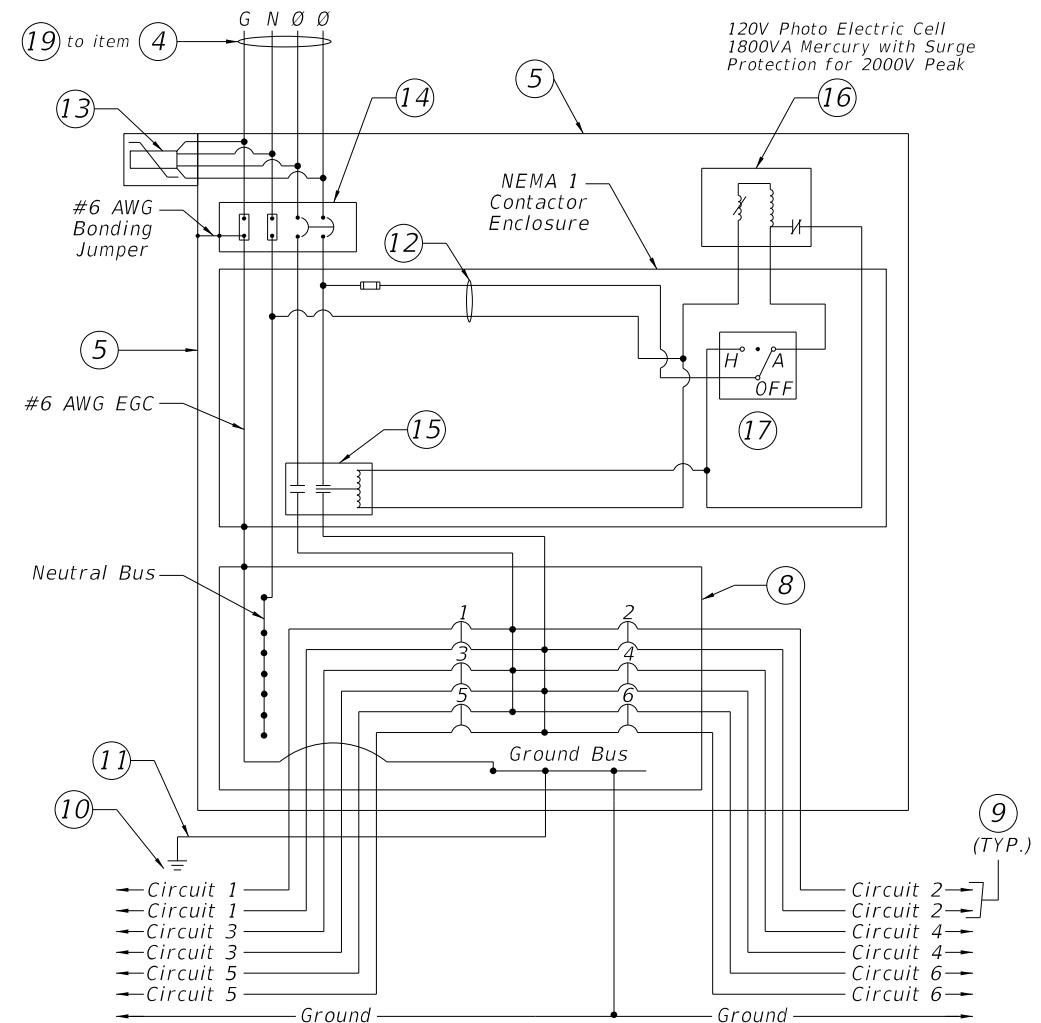 G N Ø Ø
19 to item 4
120V Photo Electric Cell
1800VA Mercury with Surge
Protection for 2000V Peak
5
16
14
13
NEMA 1
Contactor
Enclosure
#6 AWG
Bonding
Jumper
12
5
H A
OFF
#6 AWG EGC
15
17
Neutral Bus
8
1 2
3 4
5 6
Ground Bus
11
10
9
(TYP.)
Circuit 1 Circuit 2
Circuit 1 Circuit 2
Circuit 3 Circuit 4
Circuit 3 Circuit 4
Circuit 5 Circuit 6
Circuit 5 Circuit 6
Ground Ground